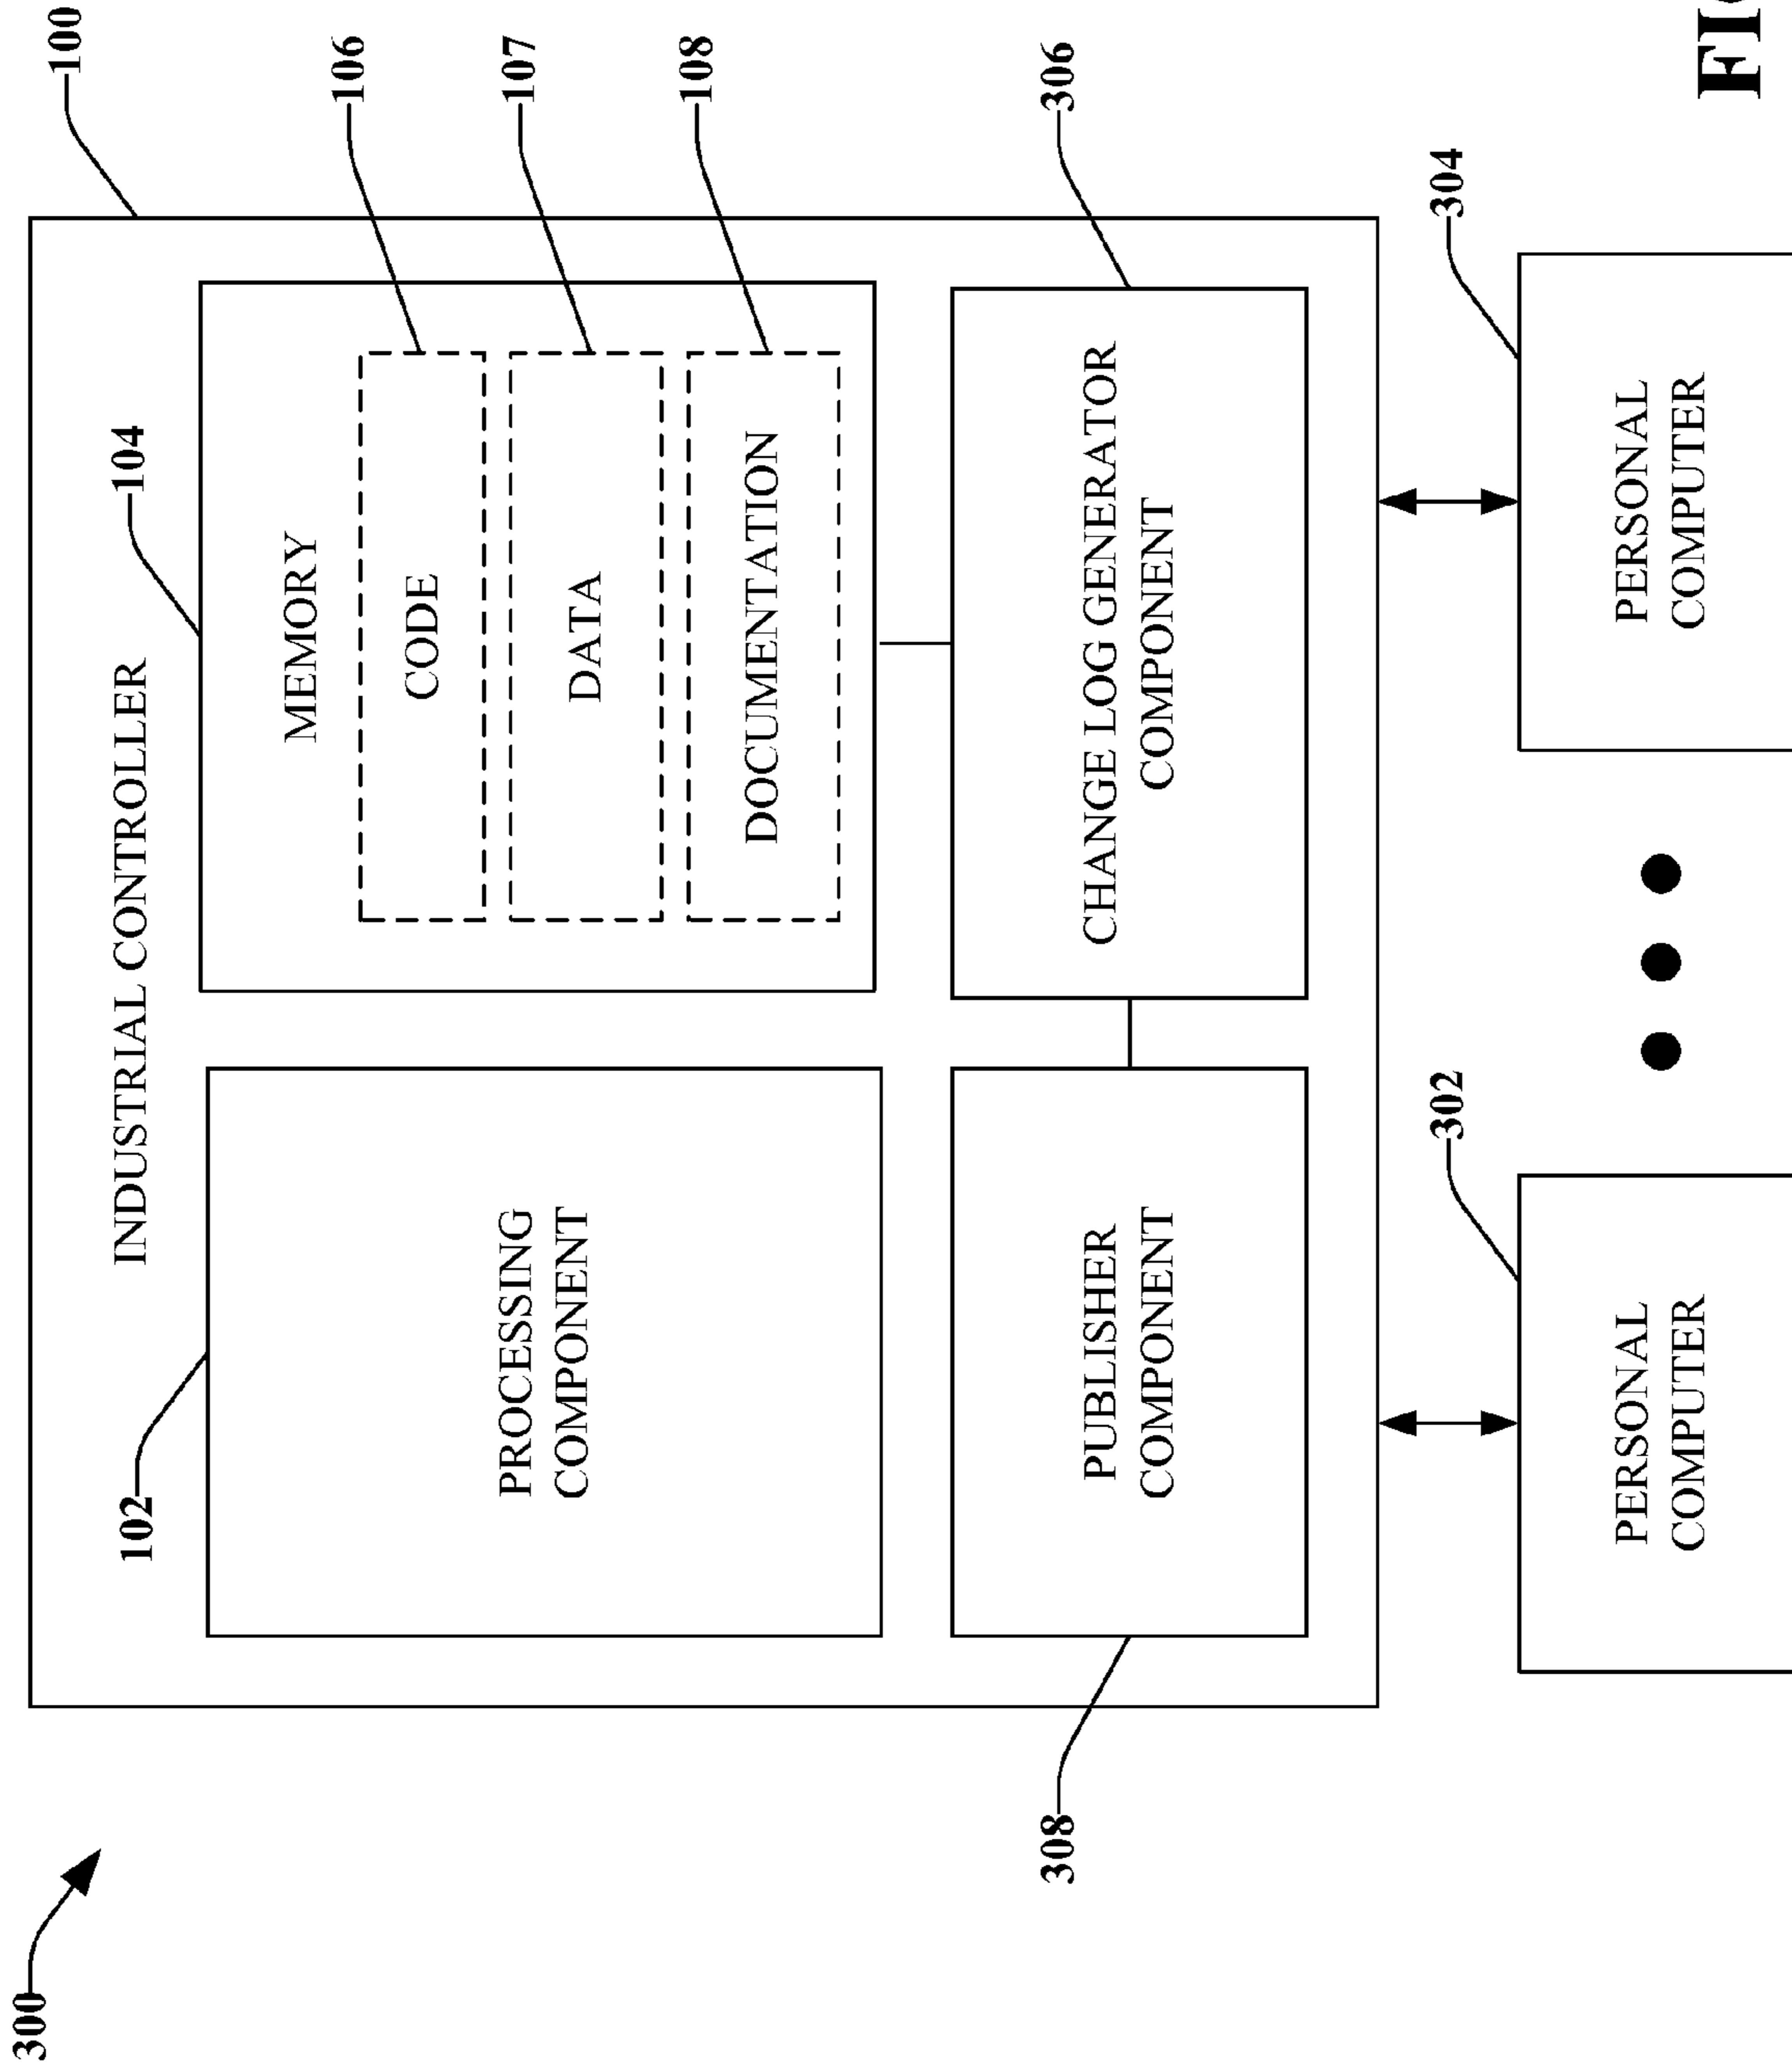 300
100
INDUSTRIAL CONTROLLER
102
104
MEMORY
106
CODE
107
PROCESSING
COMPONENT
DATA
108
DOCUMENTATION
308
306
PUBLISHER
COMPONENT
CHANGE LOG GENERATOR
COMPONENT
302
304
PERSONAL
COMPUTER
PERSONAL
COMPUTER